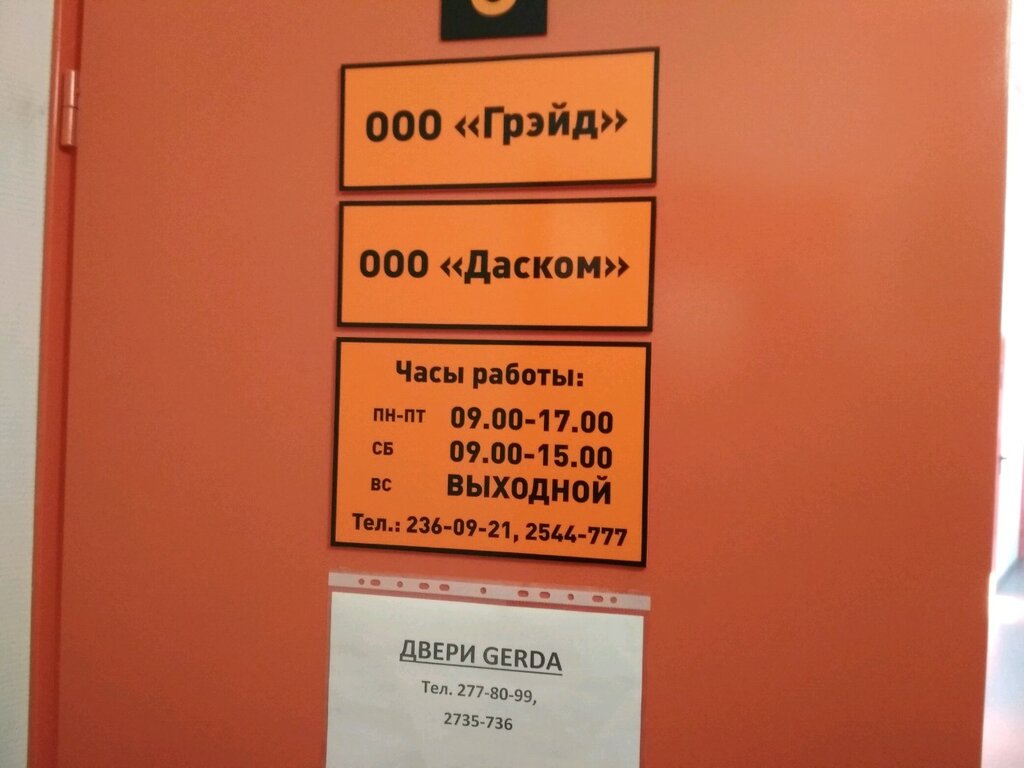 ООО «Грэйд»
ООО «Даском»
Часы работы:
ПН-ПТ 09.00-17.00
СБ 09.00-15.00
ВС ВЫХОДНОЙ
Тел.: 236-09-21, 2544-777
ДВЕРИ GERDA
Тел. 277-80-99,
2735-736